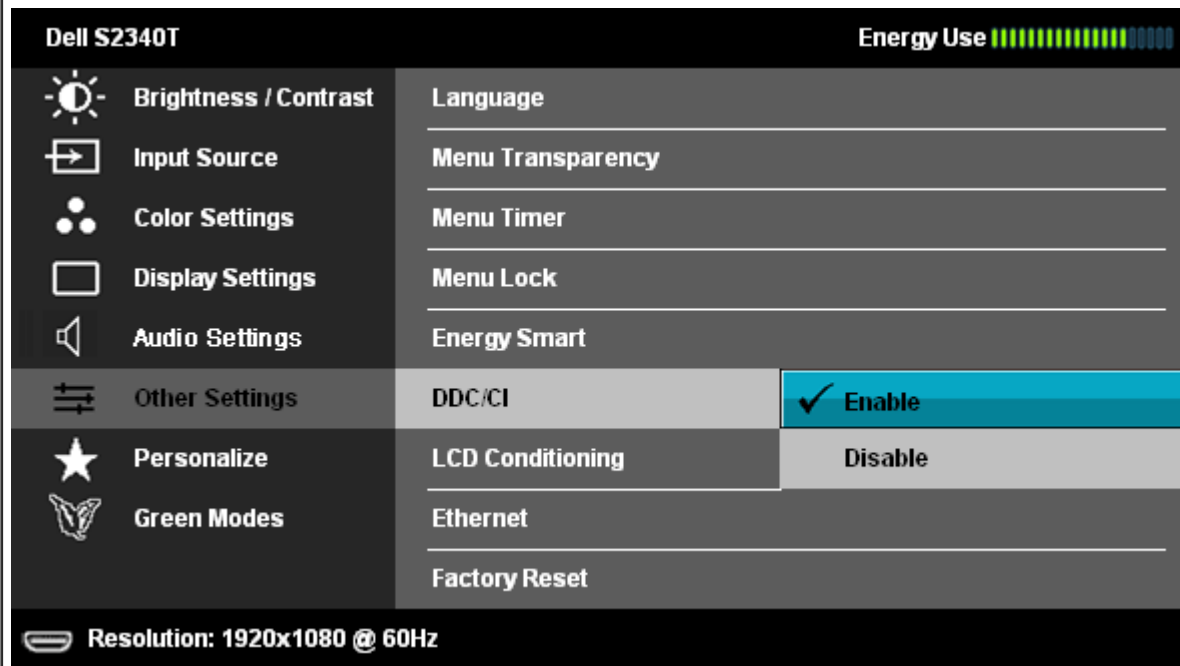 Dell S2340T Energy Use
Brightness / Contrast Language
Input Source Menu Transparency
Color Settings Menu Timer
Display Settings Menu Lock
Audio Settings Energy Smart
Other Settings DDC/CI Enable
Personalize LCD Conditioning Disable
Green Modes Ethernet
Factory Reset
Resolution: 1920x1080 @ 60Hz